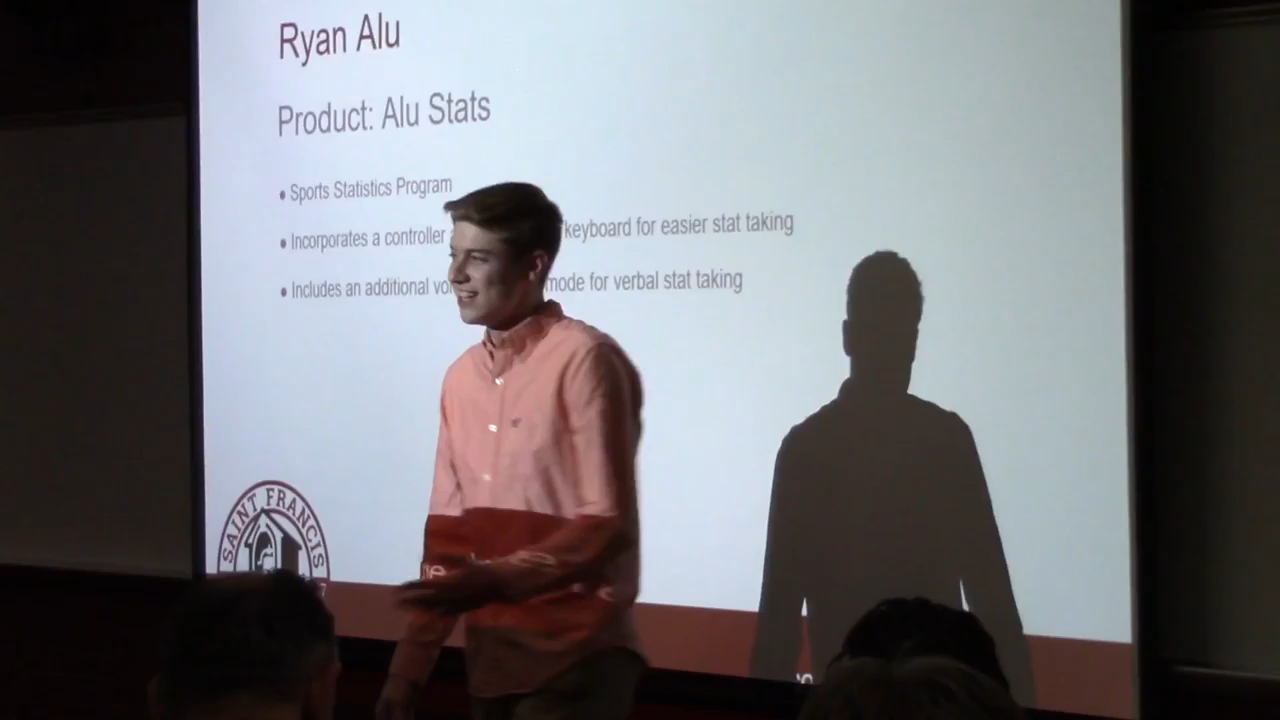 Ryan Alu
Product: Alu Stats
• Sports Statistics Program
• Incorporates a controller keyboard for easier stat taking
• Includes an additional mode for verbal stat taking
SAINT FRANCIS